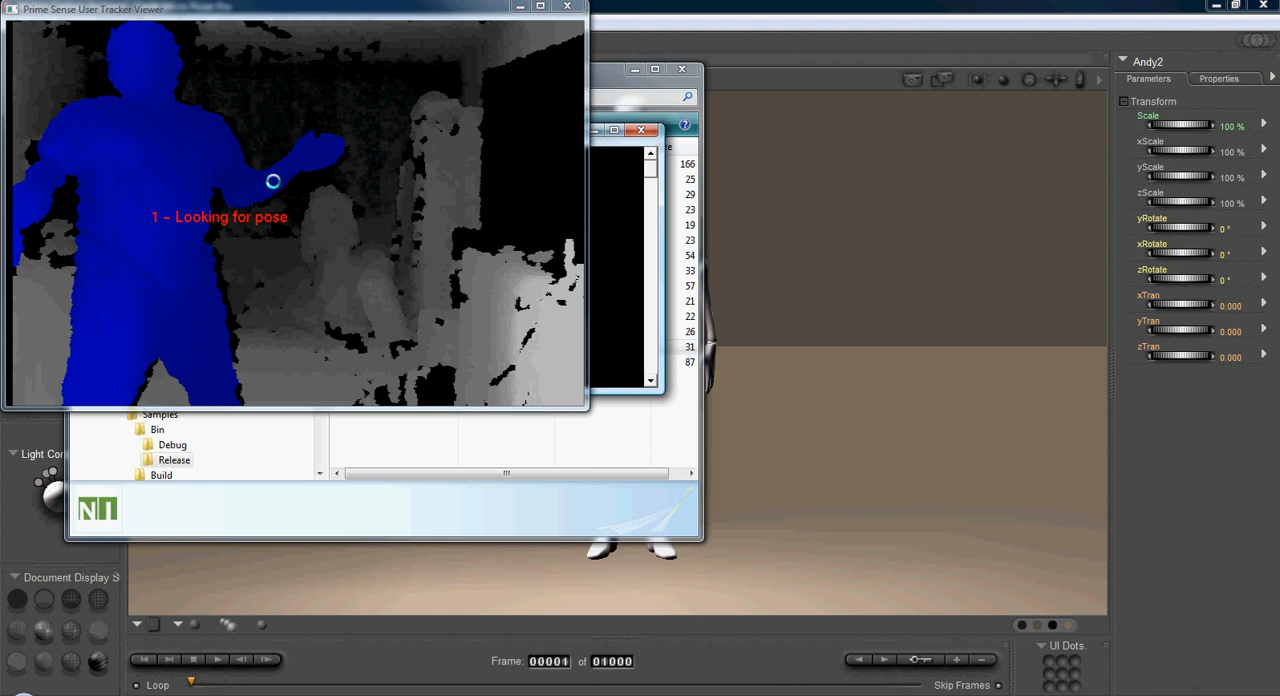 Prime Sense User Tracker Viewer
1 – Looking for pose
166
25
29
23
19
23
54
33
57
21
22
26
31
87
Samples
Bin
Debug
Release
Build
NI
Andy2
Parameters
Properties
Transform
Scale
100 %
xScale
100 %
yScale
100 %
zScale
100 %
yRotate
0 °
xRotate
0 °
zRotate
0 °
xTran
0.000
yTran
0.000
zTran
0.000
Light Con
Document Display S
UI Dots.
Frame: 00001 of 01000
Loop
Skip Frames